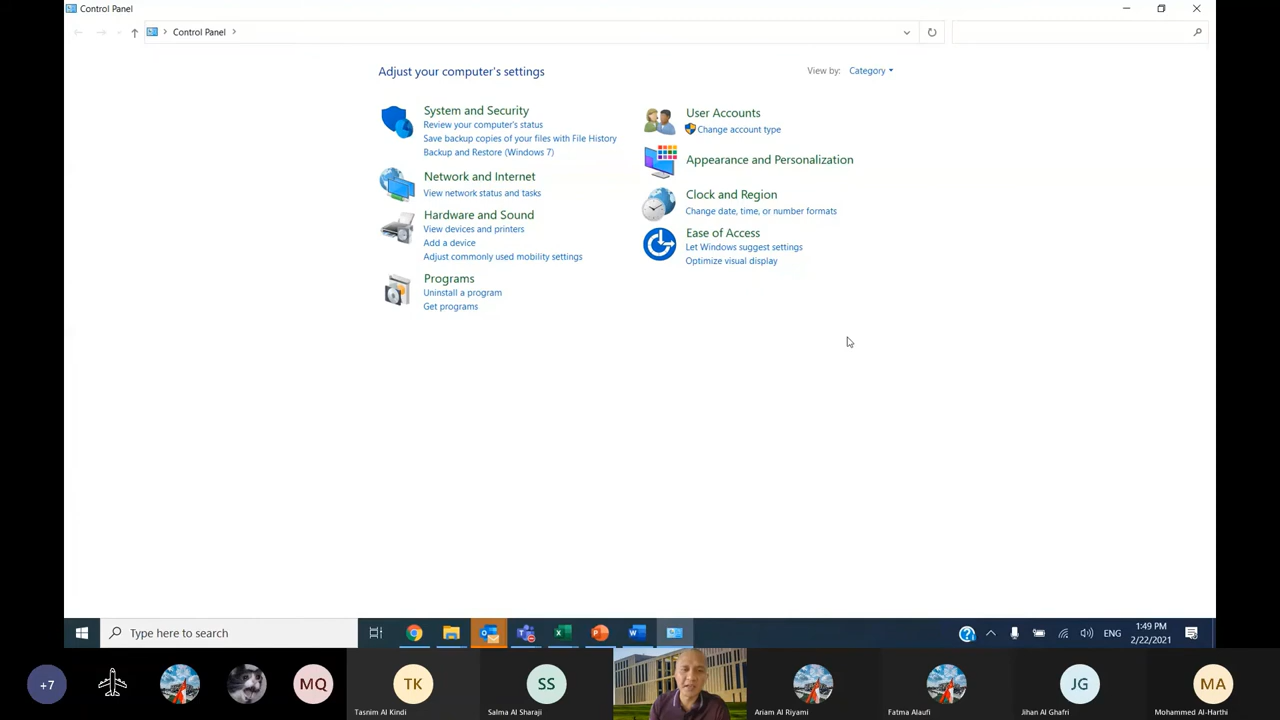 Control Panel
Control Panel
Adjust your computer's settings
View by: Category
System and Security
Review your computer's status
Save backup copies of your files with File History
Backup and Restore (Windows 7)
Network and Internet
View network status and tasks
Hardware and Sound
View devices and printers
Add a device
Adjust commonly used mobility settings
Programs
Uninstall a program
Get programs
User Accounts
Change account type
Appearance and Personalization
Clock and Region
Change date, time, or number formats
Ease of Access
Let Windows suggest settings
Optimize visual display
Type here to search
ENG
1:49 PM
2/22/2021
+7
MQ
TK
Tasnim Al Kindi
SS
Salma Al Sharaji
Ariam Al Riyami
Fatma Alaufi
JG
Jihan Al Ghafri
MA
Mohammed Al-Harthi